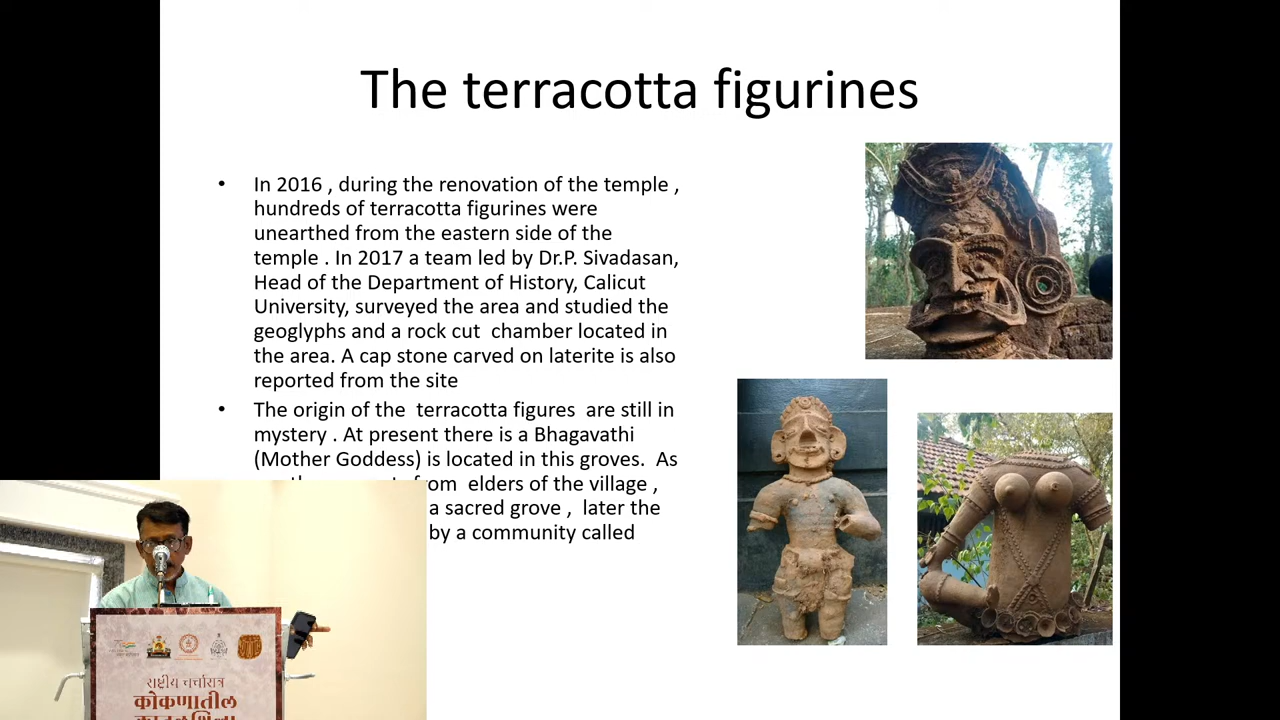 The terracotta figurines
• In 2016 , during the renovation of the temple ,
hundreds of terracotta figurines were
unearthed from the eastern side of the
temple . In 2017 a team led by Dr.P. Sivadasan,
Head of the Department of History, Calicut
University, surveyed the area and studied the
geoglyphs and a rock cut chamber located in
the area. A cap stone carved on laterite is also
reported from the site
• The origin of the terracotta figures are still in
mystery . At present there is a Bhagavathi
(Mother Goddess) is located in this groves. As
elders of the village ,
a sacred grove , later the
by a community called
राष्ट्रीय चर्चासत्र
कोकणातील